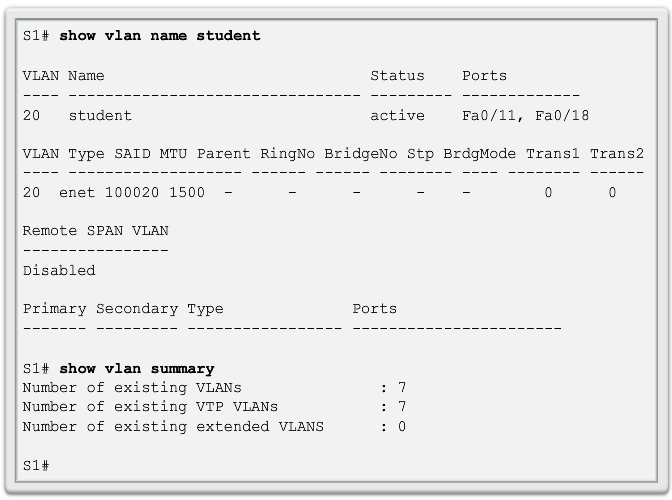 S1# show vlan name student
VLAN Name                             Status    Ports
---- -------------------------------- --------- -------------
20   student                          active    Fa0/11, Fa0/18
VLAN Type SAID MTU Parent RingNo BridgeNo Stp BrdgMode Trans1 Trans2
---- ------------------- ------ ------ -------- ---- -------- ------ ------
20  enet 100020 1500  -      -      -      -    -        0      0
Remote SPAN VLAN
----------------
Disabled
Primary Secondary Type              Ports
------- --------- ----------------- -----------------------
S1# show vlan summary
Number of existing VLANs               : 7
Number of existing VTP VLANs           : 7
Number of existing extended VLANS      : 0
S1#